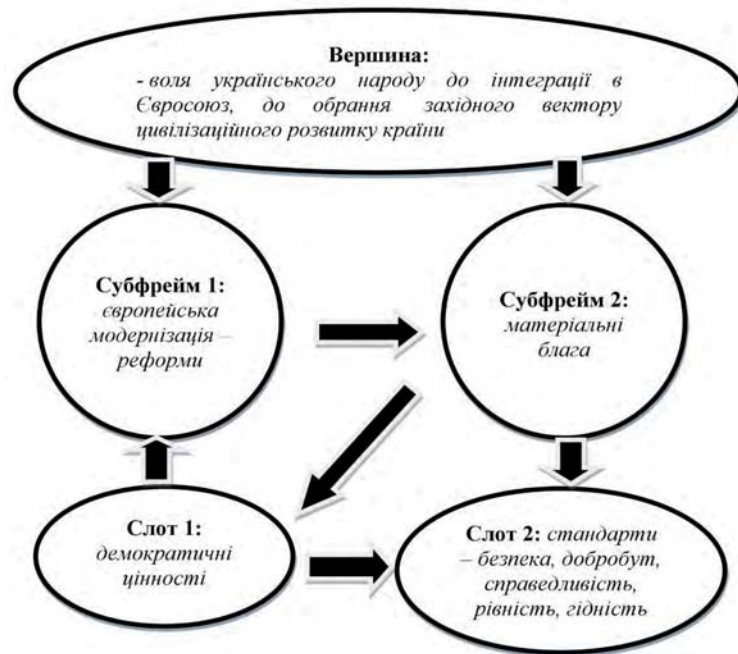 Вершина:
- воля українського народу до інтеграції в
Євросоюз, до обрання західного вектору
цивілізаційного розвитку країни
Субфрейм 1:
європейська
модернізація –
реформи
Субфрейм 2:
матеріальні
блага
Слот 1:
демократичні
цінності
Слот 2: стандарти
– безпека, добробут,
справедливість,
рівність, гідність